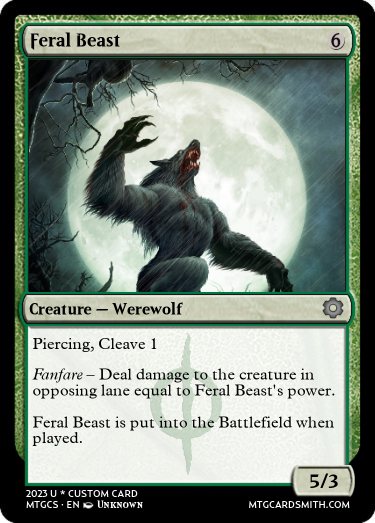 Feral Beast 6
Creature — Werewolf
Piercing, Cleave 1
Fanfare – Deal damage to the creature in
opposing lane equal to Feral Beast's power.
Feral Beast is put into the Battlefield when
played.
5/3
2023 U * CUSTOM CARD
MTGCS · EN Unknown
MTGCARDSMITH.COM